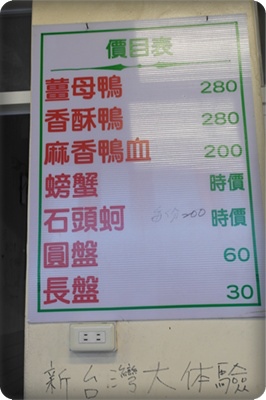 價目表
薑母鴨 280
香酥鴨 280
麻香鴨血 200
螃蟹 時價
石頭蚵 時價
圓盤 60
長盤 30
新台灣大体驗